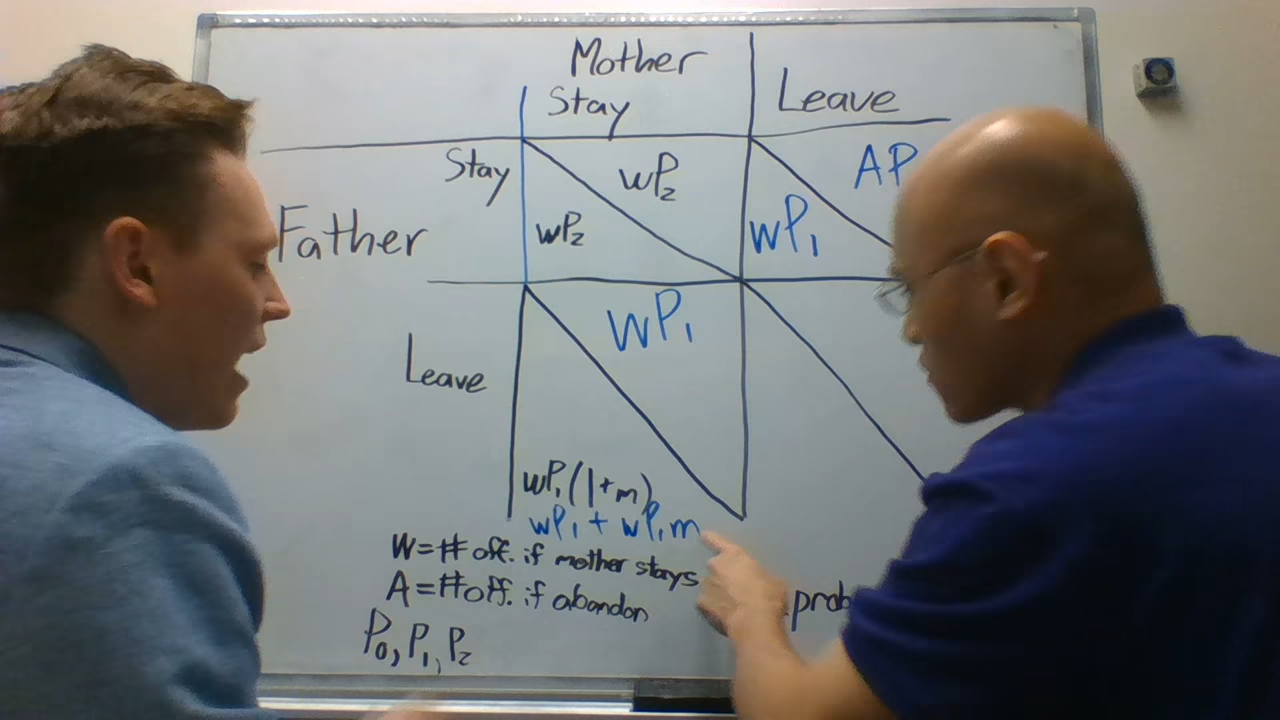 Mother
Stay
Leave
Stay
wP₂
AP
Father
wP₂
wP₁
wP₁
Leave
wP₁(1+m)
wP₁ + wP₁m
W=# off. if mother stays
A=#off. if abandon
prob
P₀, P₁, P₂